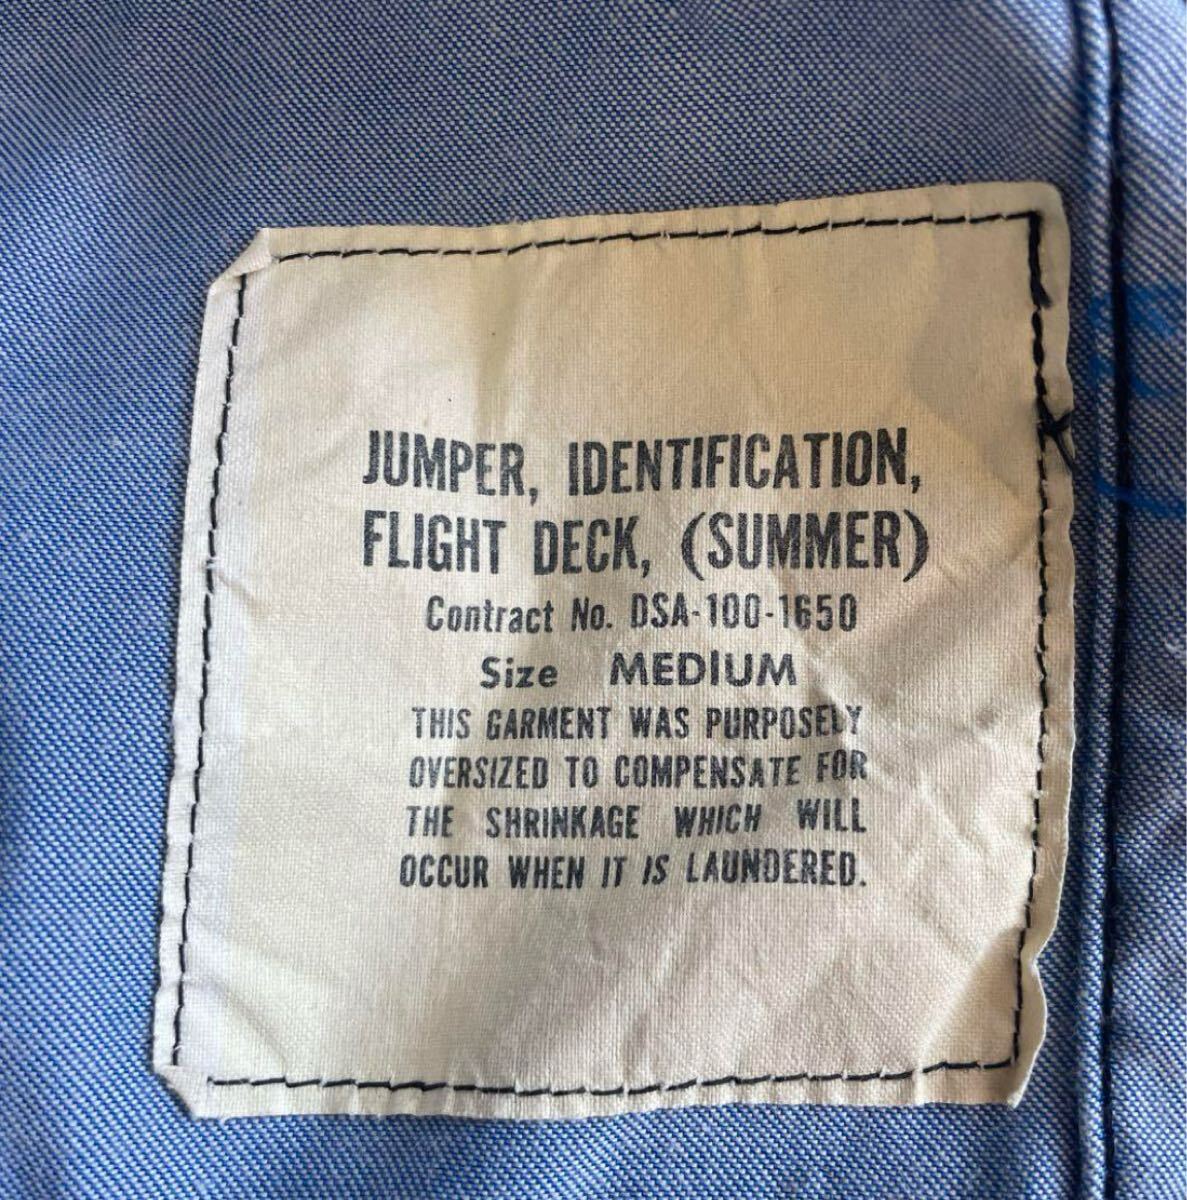 JUMPER, IDENTIFICATION,
FLIGHT DECK, (SUMMER)
Contract No. DSA-100-1650
Size MEDIUM
THIS GARMENT WAS PURPOSELY
OVERSIZED TO COMPENSATE FOR
THE SHRINKAGE WHICH WILL
OCCUR WHEN IT IS LAUNDERED.